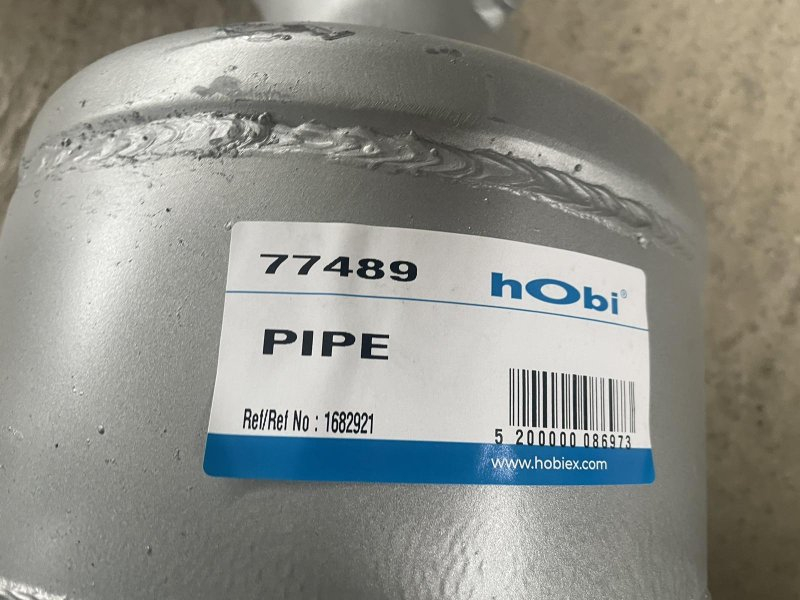 77489
hObi®
PIPE
Ref/Ref No : 1682921
5 200000 086973
www.hobiex.com